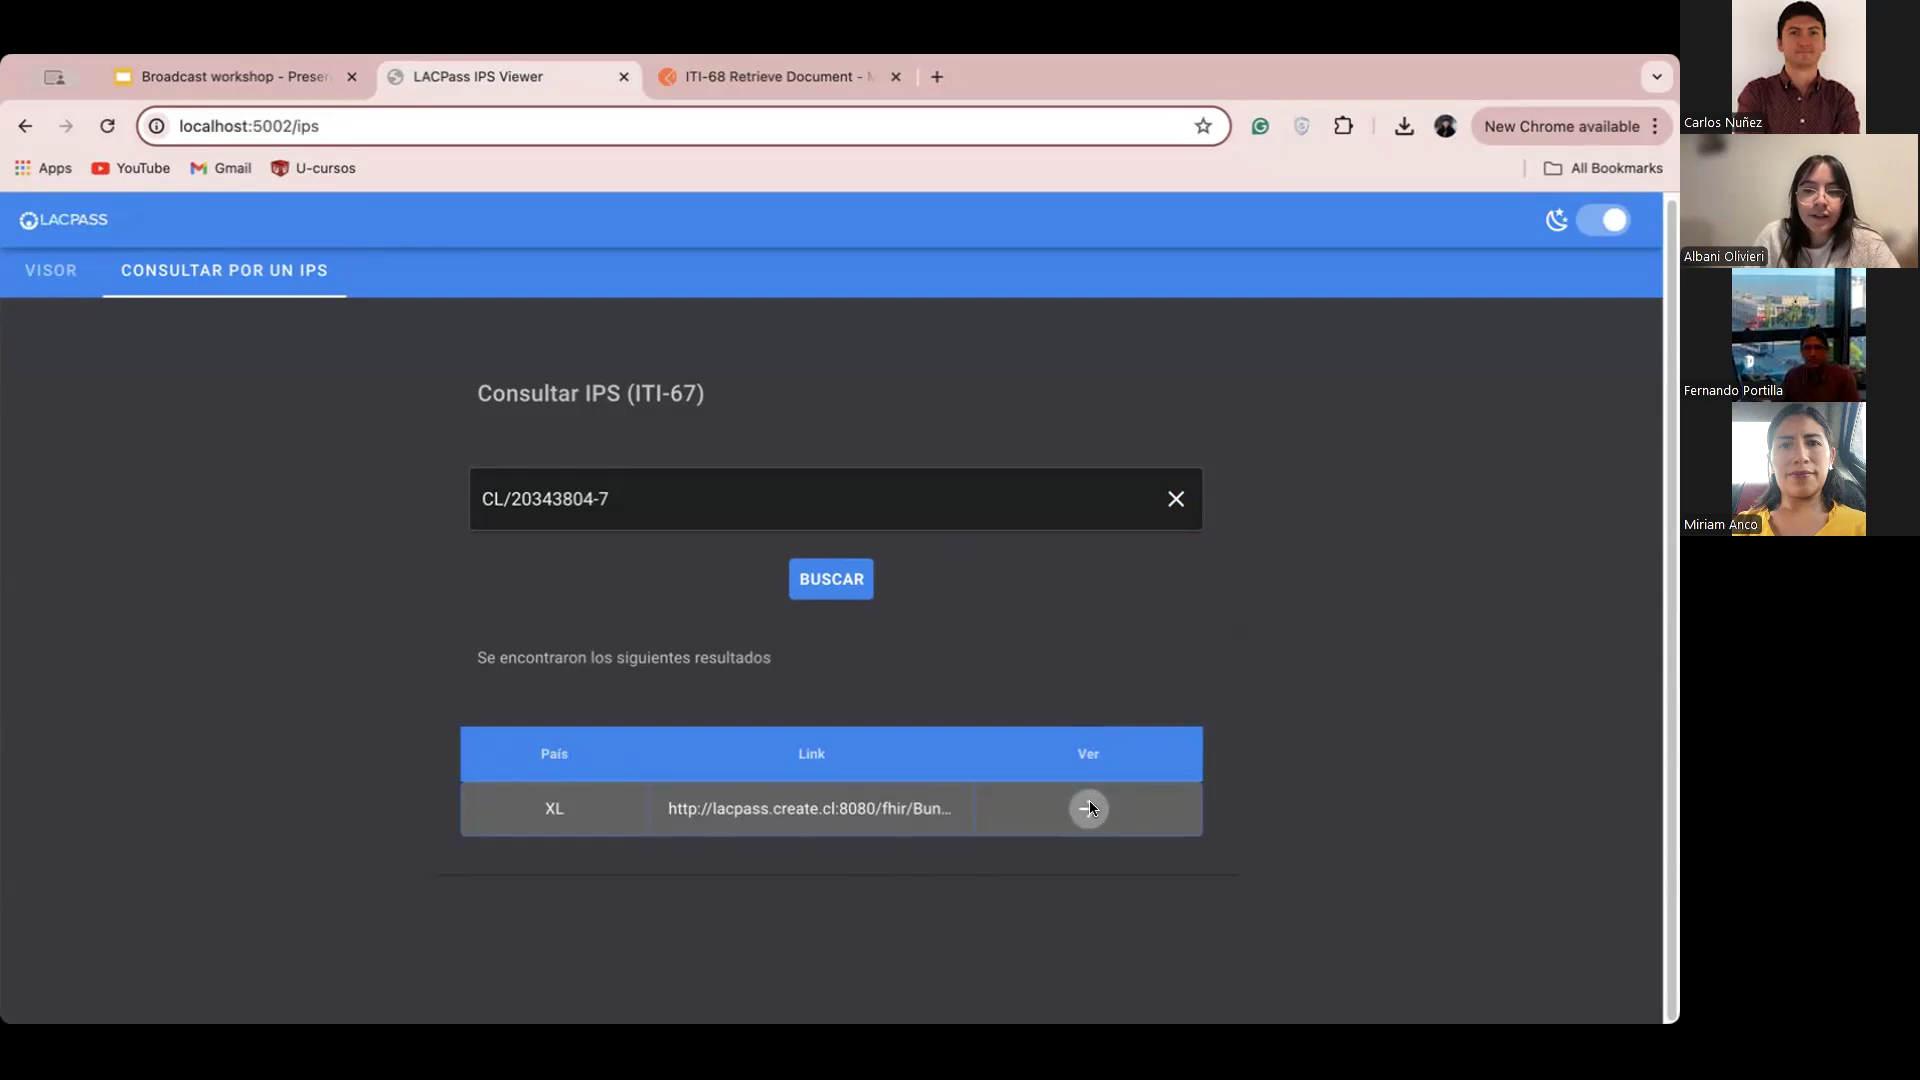 Broadcast workshop - Presen
LACPass IPS Viewer
ITI-68 Retrieve Document - M
localhost:5002/ips
New Chrome available
Apps
YouTube
Gmail
U-cursos
All Bookmarks
LACPASS
VISOR
CONSULTAR POR UN IPS
Consultar IPS (ITI-67)
CL/20343804-7
BUSCAR
Se encontraron los siguientes resultados
País Link Ver
XL http://lacpass.create.cl:8080/fhir/Bun...
Carlos Nuñez
Albani Olivieri
Fernando Portilla
Miriam Anco